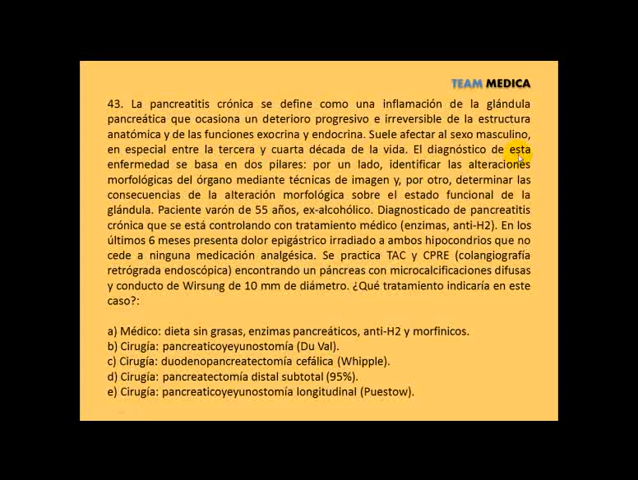 TEAM MEDICA
43. La pancreatitis crónica se define como una inflamación de la glándula
pancreática que ocasiona un deterioro progresivo e irreversible de la estructura
anatómica y de las funciones exocrina y endocrina. Suele afectar al sexo masculino,
en especial entre la tercera y cuarta década de la vida. El diagnóstico de esta
enfermedad se basa en dos pilares: por un lado, identificar las alteraciones
morfológicas del órgano mediante técnicas de imagen y, por otro, determinar las
consecuencias de la alteración morfológica sobre el estado funcional de la
glándula. Paciente varón de 55 años, ex-alcohólico. Diagnosticado de pancreatitis
crónica que se está controlando con tratamiento médico (enzimas, anti-H2). En los
últimos 6 meses presenta dolor epigástrico irradiado a ambos hipocondrios que no
cede a ninguna medicación analgésica. Se practica TAC y CPRE (colangiografía
retrógrada endoscópica) encontrando un páncreas con microcalcificaciones difusas
y conducto de Wirsung de 10 mm de diámetro. ¿Qué tratamiento indicaría en este
caso?:
a) Médico: dieta sin grasas, enzimas pancreáticos, anti-H2 y morfínicos.
b) Cirugía: pancreaticoyeyunostomía (Du Val).
c) Cirugía: duodenopancreatectomía cefálica (Whipple).
d) Cirugía: pancreatectomía distal subtotal (95%).
e) Cirugía: pancreaticoyeyunostomía longitudinal (Puestow).